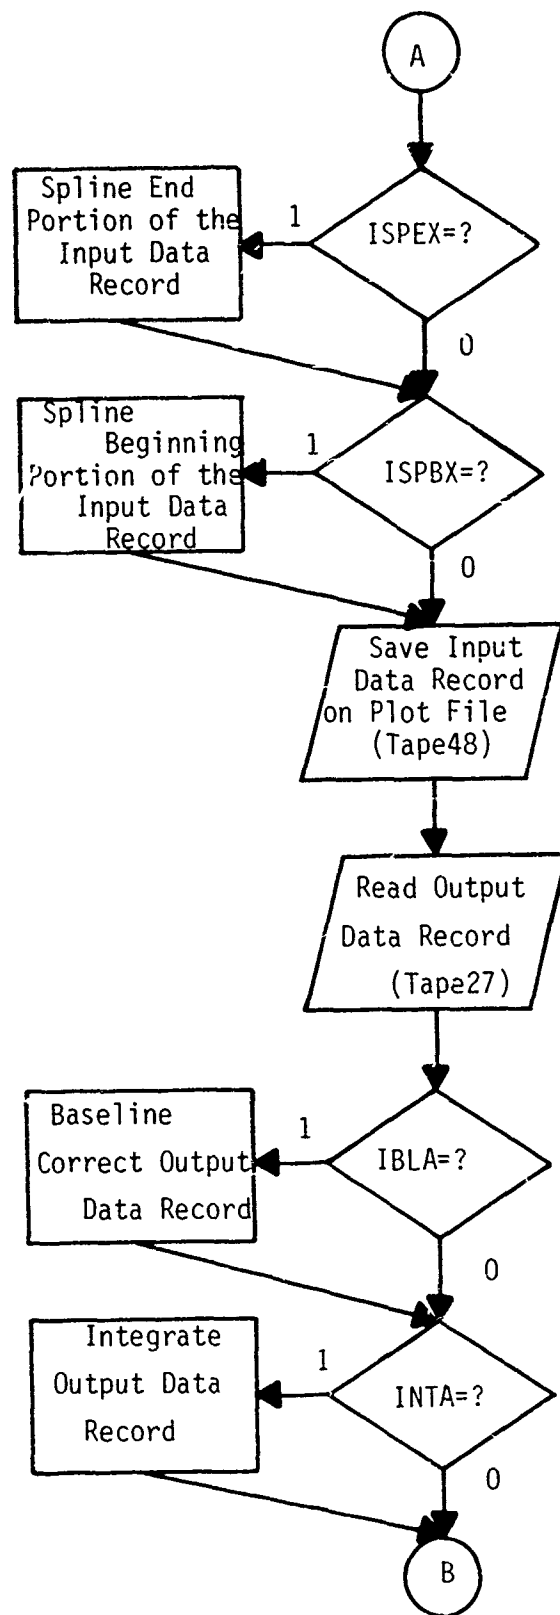 A
ISPEX=?
1
Spline End
Portion of the
Input Data
Record
0
ISPBX=?
1
Spline
Beginning
Portion of the
Input Data
Record
0
Save Input
Data Record
on Plot File
(Tape48)
Read Output
Data Record
(Tape27)
IBLA=?
1
Baseline
Correct Output
Data Record
0
INTA=?
1
Integrate
Output Data
Record
0
B